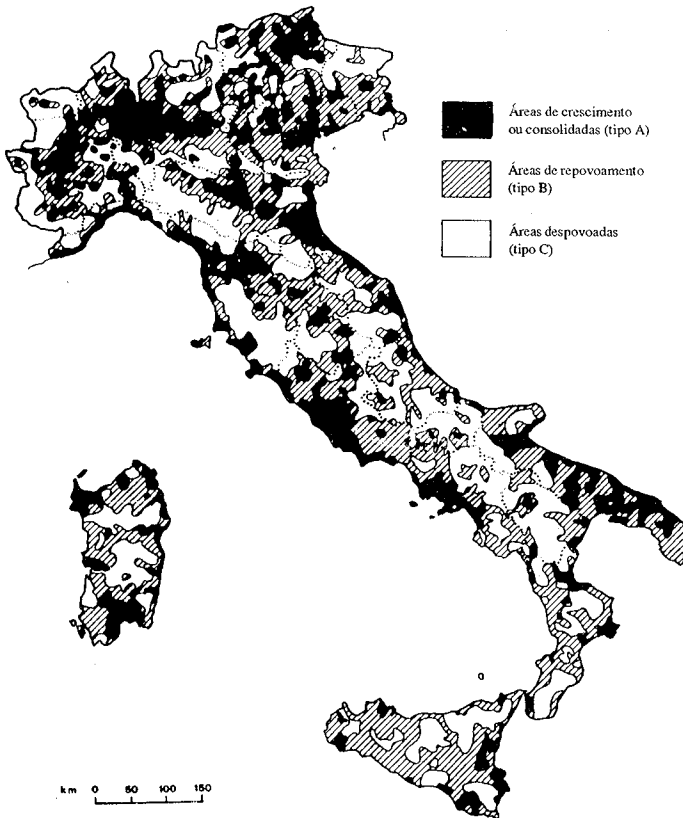 Áreas de crescimento
ou consolidadas (tipo A)
Áreas de repovoamento
(tipo B)
Áreas despovoadas
(tipo C)
km 0 50 100 150